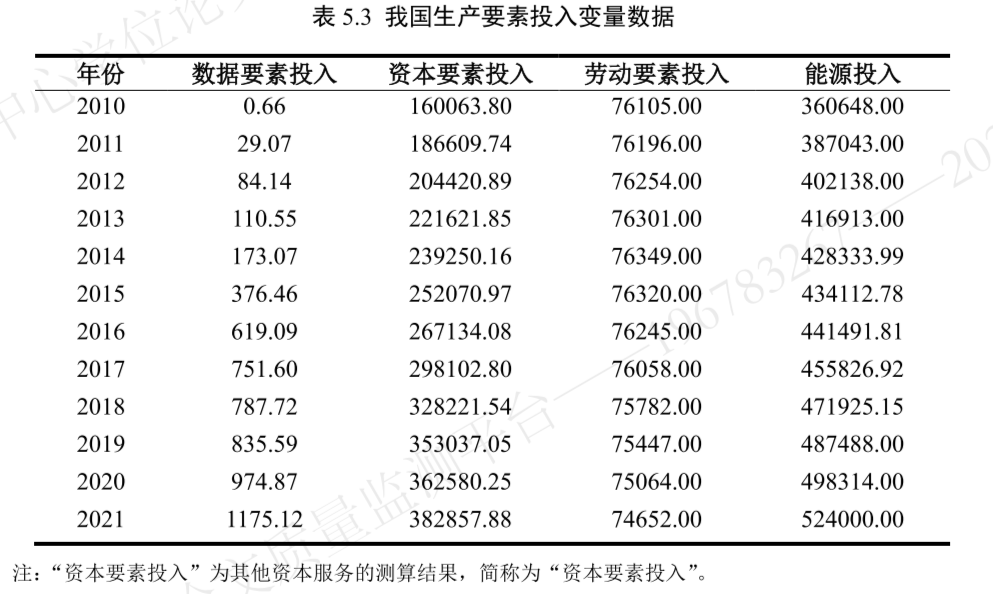 表 5.3 我国生产要素投入变量数据
年份 数据要素投入 资本要素投入 劳动要素投入 能源投入
2010 0.66 160063.80 76105.00 360648.00
2011 29.07 186609.74 76196.00 387043.00
2012 84.14 204420.89 76254.00 402138.00
2013 110.55 221621.85 76301.00 416913.00
2014 173.07 239250.16 76349.00 428333.99
2015 376.46 252070.97 76320.00 434112.78
2016 619.09 267134.08 76245.00 441491.81
2017 751.60 298102.80 76058.00 455826.92
2018 787.72 328221.54 75782.00 471925.15
2019 835.59 353037.05 75447.00 487488.00
2020 974.87 362580.25 75064.00 498314.00
2021 1175.12 382857.88 74652.00 524000.00
注：“资本要素投入”为其他资本服务的测算结果，简称为“资本要素投入”。